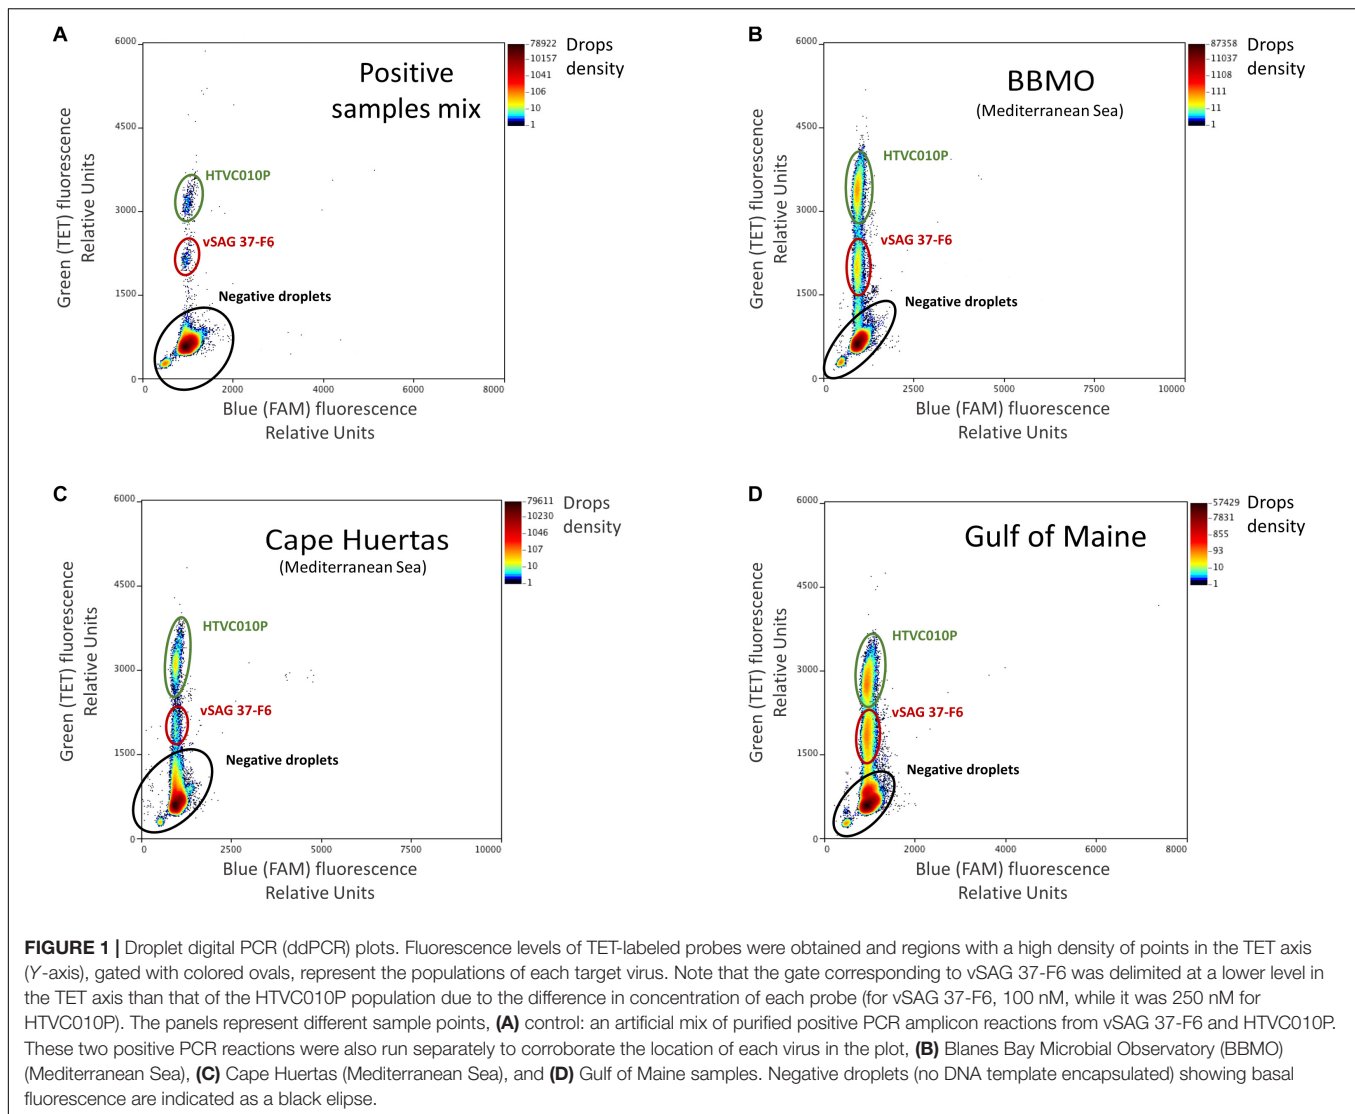 A
6000
4500
3000
1500
0
0
2000
4000
6000
8000
Green (TET) fluorescence
Relative Units
Blue (FAM) fluorescence
Relative Units
Positive
samples mix
HTVC010P
vSAG 37-F6
Negative droplets
78922
10157
1041
106
10
1
Drops
density
B
6000
4500
3000
1500
0
0
2500
5000
7500
10000
Green (TET) fluorescence
Relative Units
Blue (FAM) fluorescence
Relative Units
BBMO
(Mediterranean Sea)
HTVC010P
vSAG 37-F6
Negative droplets
87358
11037
1108
111
11
1
Drops
density
C
6000
4500
3000
1500
0
0
2500
5000
7500
10000
Green (TET) fluorescence
Relative Units
Blue (FAM) fluorescence
Relative Units
Cape Huertas
(Mediterranean Sea)
HTVC010P
vSAG 37-F6
Negative droplets
79611
10230
1046
107
10
1
Drops
density
D
6000
4500
3000
1500
0
0
2000
4000
6000
8000
Green (TET) fluorescence
Relative Units
Blue (FAM) fluorescence
Relative Units
Gulf of Maine
HTVC010P
vSAG 37-F6
Negative droplets
57429
7831
855
93
10
1
Drops
density
FIGURE 1 | Droplet digital PCR (ddPCR) plots. Fluorescence levels of TET-labeled probes were obtained and regions with a high density of points in the TET axis
(Y-axis), gated with colored ovals, represent the populations of each target virus. Note that the gate corresponding to vSAG 37-F6 was delimited at a lower level in
the TET axis than that of the HTVC010P population due to the difference in concentration of each probe (for vSAG 37-F6, 100 nM, while it was 250 nM for
HTVC010P). The panels represent different sample points, (A) control: an artificial mix of purified positive PCR amplicon reactions from vSAG 37-F6 and HTVC010P.
These two positive PCR reactions were also run separately to corroborate the location of each virus in the plot, (B) Blanes Bay Microbial Observatory (BBMO)
(Mediterranean Sea), (C) Cape Huertas (Mediterranean Sea), and (D) Gulf of Maine samples. Negative droplets (no DNA template encapsulated) showing basal
fluorescence are indicated as a black elipse.